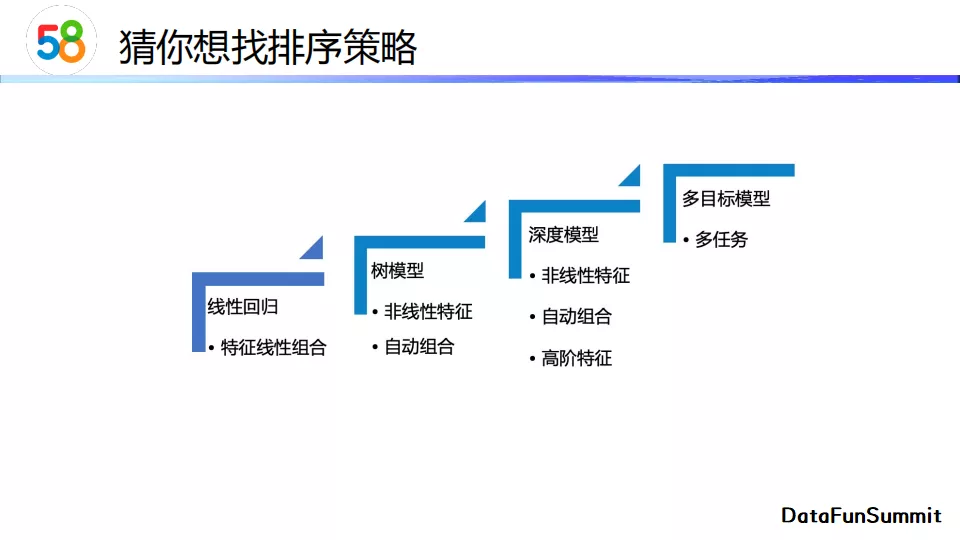 58
猜你想找排序策略
线性回归
• 特征线性组合
树模型
• 非线性特征
• 自动组合
深度模型
• 非线性特征
• 自动组合
• 高阶特征
多目标模型
• 多任务
DataFunSummit